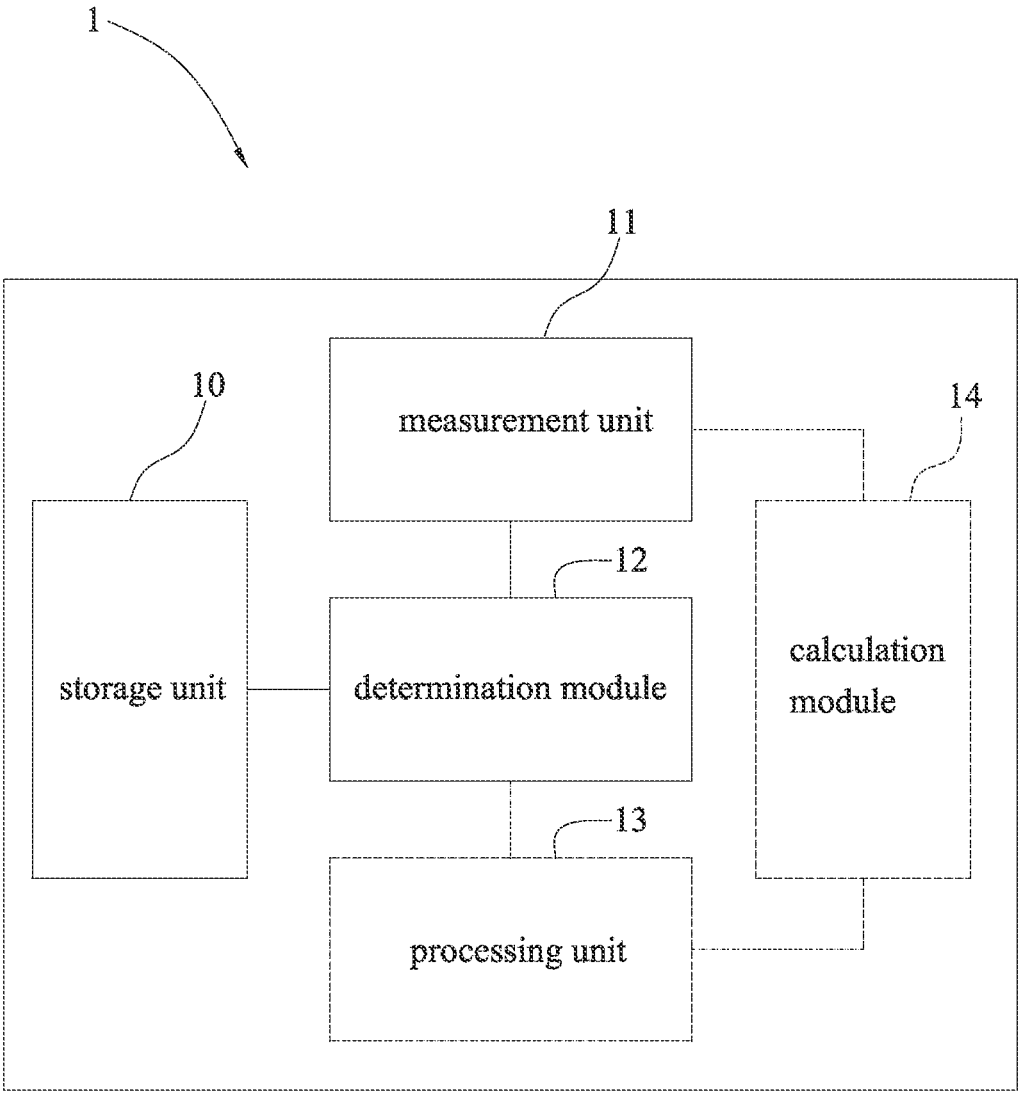 1
11
measurement unit
10
14
12
storage unit
determination module
calculation
module
13
processing unit